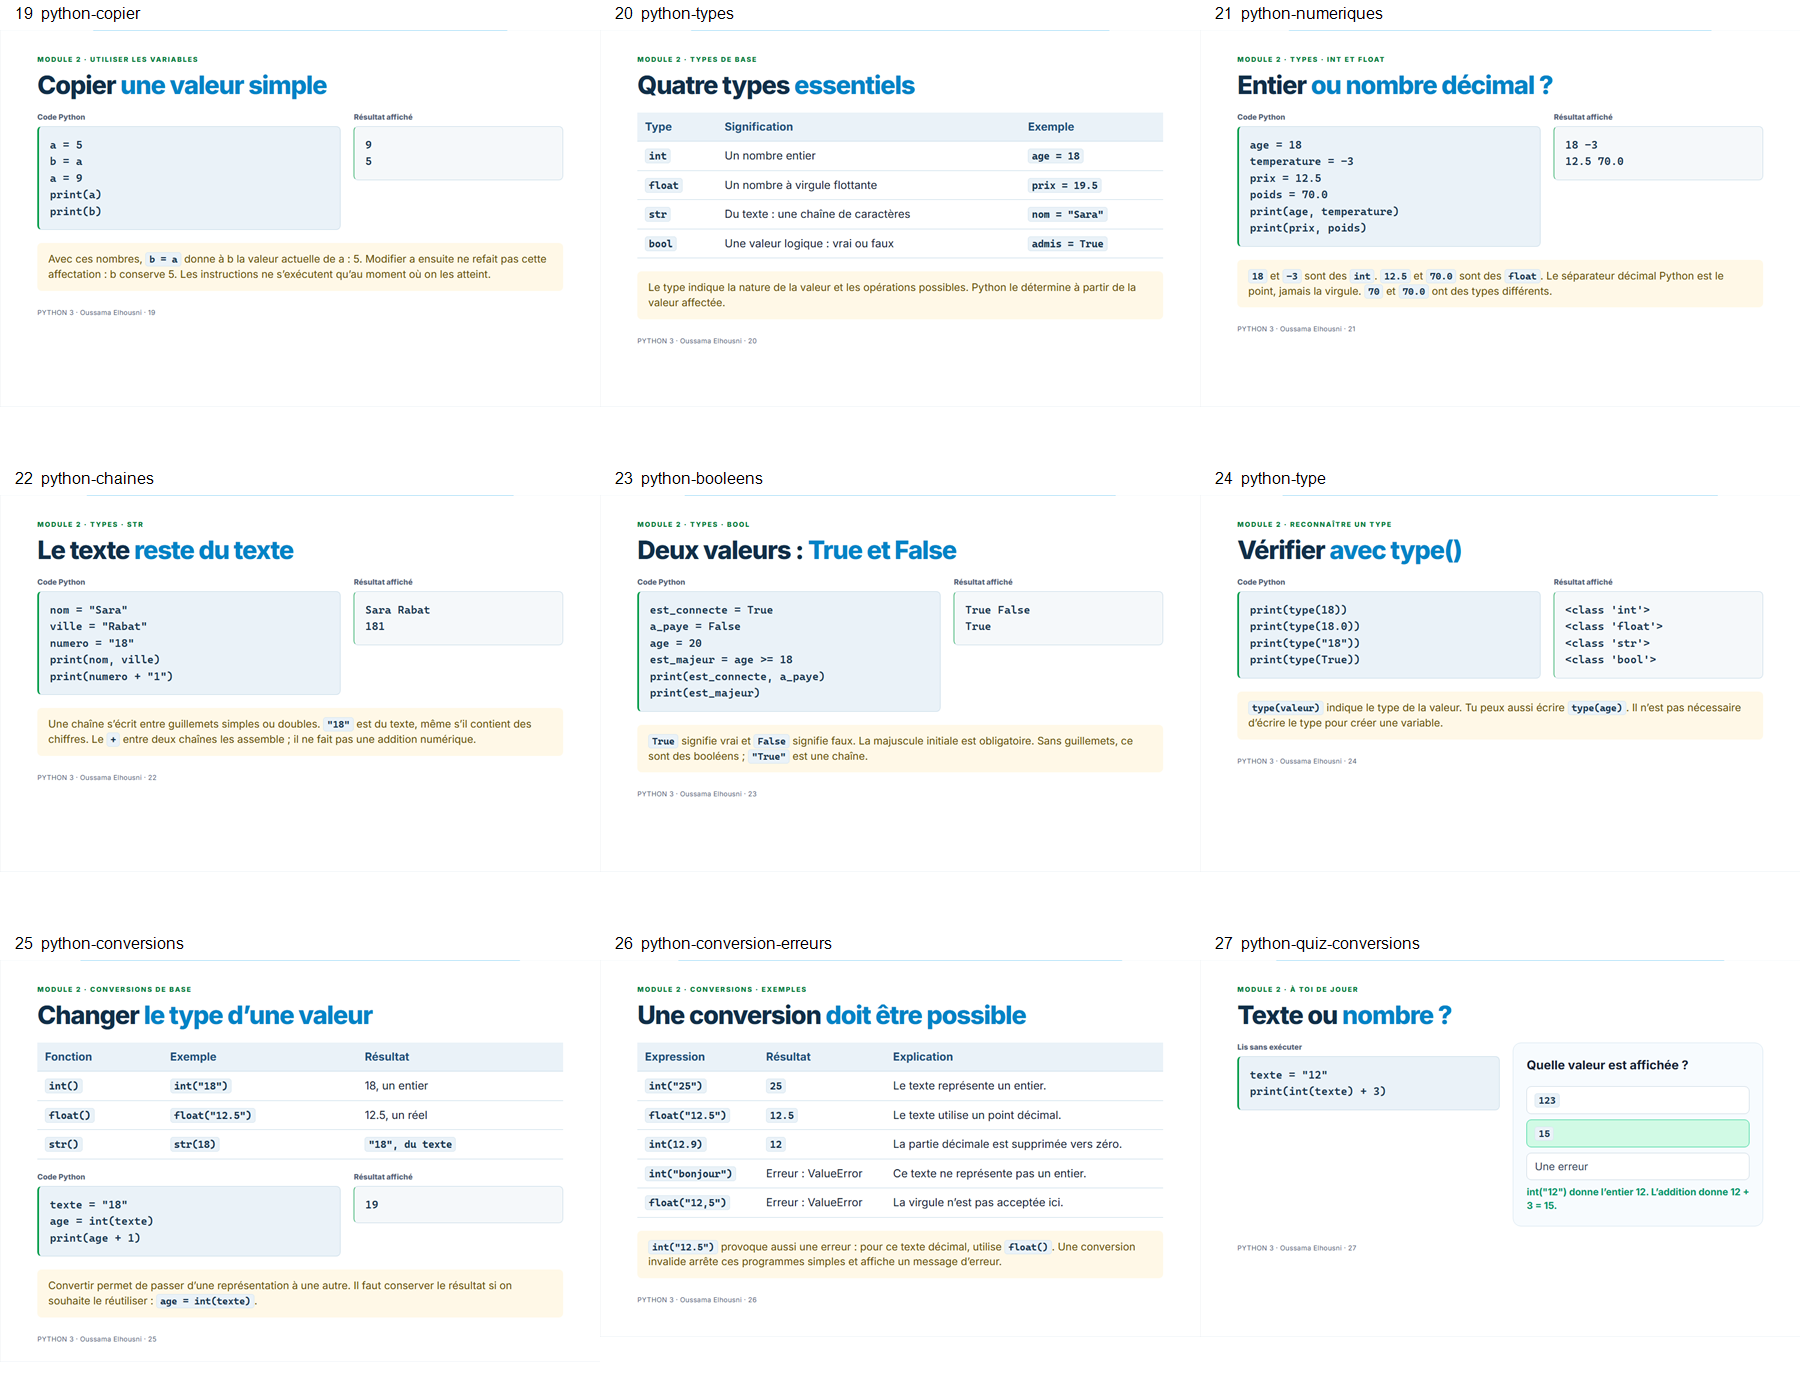 19 python-copier
MODULE 2 · UTILISER LES VARIABLES
Copier une valeur simple
Code Python
a = 5
b = a
a = 9
print(a)
print(b)
Résultat affiché
9
5
Avec ces nombres, b = a donne à b la valeur actuelle de a : 5. Modifier a ensuite ne refait pas cette
affectation : b conserve 5. Les instructions ne s’exécutent qu’au moment où on les atteint.
PYTHON 3 · Oussama Elhousni · 19
20 python-types
MODULE 2 · TYPES DE BASE
Quatre types essentiels
Type Signification Exemple
int Un nombre entier age = 18
float Un nombre à virgule flottante prix = 19.5
str Du texte : une chaîne de caractères nom = "Sara"
bool Une valeur logique : vrai ou faux admis = True
Le type indique la nature de la valeur et les opérations possibles. Python le détermine à partir de la
valeur affectée.
PYTHON 3 · Oussama Elhousni · 20
21 python-numeriques
MODULE 2 · TYPES · INT ET FLOAT
Entier ou nombre décimal ?
Code Python
age = 18
temperature = -3
prix = 12.5
poids = 70.0
print(age, temperature)
print(prix, poids)
Résultat affiché
18 -3
12.5 70.0
18 et -3 sont des int. 12.5 et 70.0 sont des float. Le séparateur décimal Python est le
point, jamais la virgule. 70 et 70.0 ont des types différents.
PYTHON 3 · Oussama Elhousni · 21
22 python-chaines
MODULE 2 · TYPES · STR
Le texte reste du texte
Code Python
nom = "Sara"
ville = "Rabat"
numero = "18"
print(nom, ville)
print(numero + "1")
Résultat affiché
Sara Rabat
181
Une chaîne s’écrit entre guillemets simples ou doubles. "18" est du texte, même s’il contient des
chiffres. Le + entre deux chaînes les assemble ; il ne fait pas une addition numérique.
PYTHON 3 · Oussama Elhousni · 22
23 python-booleens
MODULE 2 · TYPES · BOOL
Deux valeurs : True et False
Code Python
est_connecte = True
a_paye = False
age = 20
est_majeur = age >= 18
print(est_connecte, a_paye)
print(est_majeur)
Résultat affiché
True False
True
True signifie vrai et False signifie faux. La majuscule initiale est obligatoire. Sans guillemets, ce
sont des booléens ; "True" est une chaîne.
PYTHON 3 · Oussama Elhousni · 23
24 python-type
MODULE 2 · RECONNAÎTRE UN TYPE
Vérifier avec type()
Code Python
print(type(18))
print(type(18.0))
print(type("18"))
print(type(True))
Résultat affiché
<class 'int'>
<class 'float'>
<class 'str'>
<class 'bool'>
type(valeur) indique le type de la valeur. Tu peux aussi écrire type(age). Il n’est pas nécessaire
d’écrire le type pour créer une variable.
PYTHON 3 · Oussama Elhousni · 24
25 python-conversions
MODULE 2 · CONVERSIONS DE BASE
Changer le type d’une valeur
Fonction Exemple Résultat
int() int("18") 18, un entier
float() float("12.5") 12.5, un réel
str() str(18) "18", du texte
Code Python
texte = "18"
age = int(texte)
print(age + 1)
Résultat affiché
19
Convertir permet de passer d’une représentation à une autre. Il faut conserver le résultat si on
souhaite le réutiliser : age = int(texte).
PYTHON 3 · Oussama Elhousni · 25
26 python-conversion-erreurs
MODULE 2 · CONVERSIONS · EXEMPLES
Une conversion doit être possible
Expression Résultat Explication
int("25") 25 Le texte représente un entier.
float("12.5") 12.5 Le texte utilise un point décimal.
int(12.9) 12 La partie décimale est supprimée vers zéro.
int("bonjour") Erreur : ValueError Ce texte ne représente pas un entier.
float("12,5") Erreur : ValueError La virgule n’est pas acceptée ici.
int("12.5") provoque aussi une erreur : pour ce texte décimal, utilise float(). Une conversion
invalide arrête ces programmes simples et affiche un message d’erreur.
PYTHON 3 · Oussama Elhousni · 26
27 python-quiz-conversions
MODULE 2 · À TOI DE JOUER
Texte ou nombre ?
Lis sans exécuter
texte = "12"
print(int(texte) + 3)
Quelle valeur est affichée ?
123
15
Une erreur
int("12") donne l’entier 12. L’addition donne 12 +
3 = 15.
PYTHON 3 · Oussama Elhousni · 27